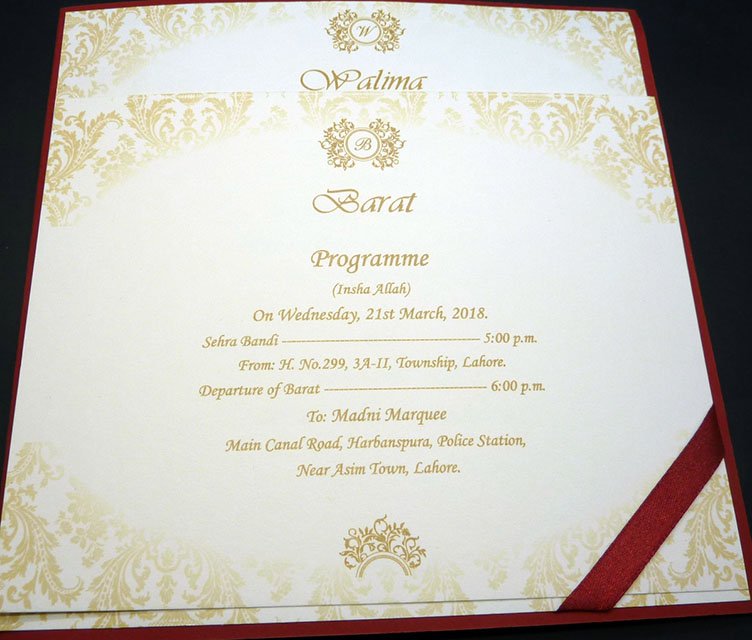 W
Walima
B
Barat
Programme
(Insha Allah)
On Wednesday, 21st March, 2018.
Sehra Bandi ---------------------------------------- 5:00 p.m.
From: H. No.299, 3A-II, Township, Lahore.
Departure of Barat --------------------------------- 6:00 p.m.
To: Madni Marquee
Main Canal Road, Harbanspura, Police Station,
Near Asim Town, Lahore.